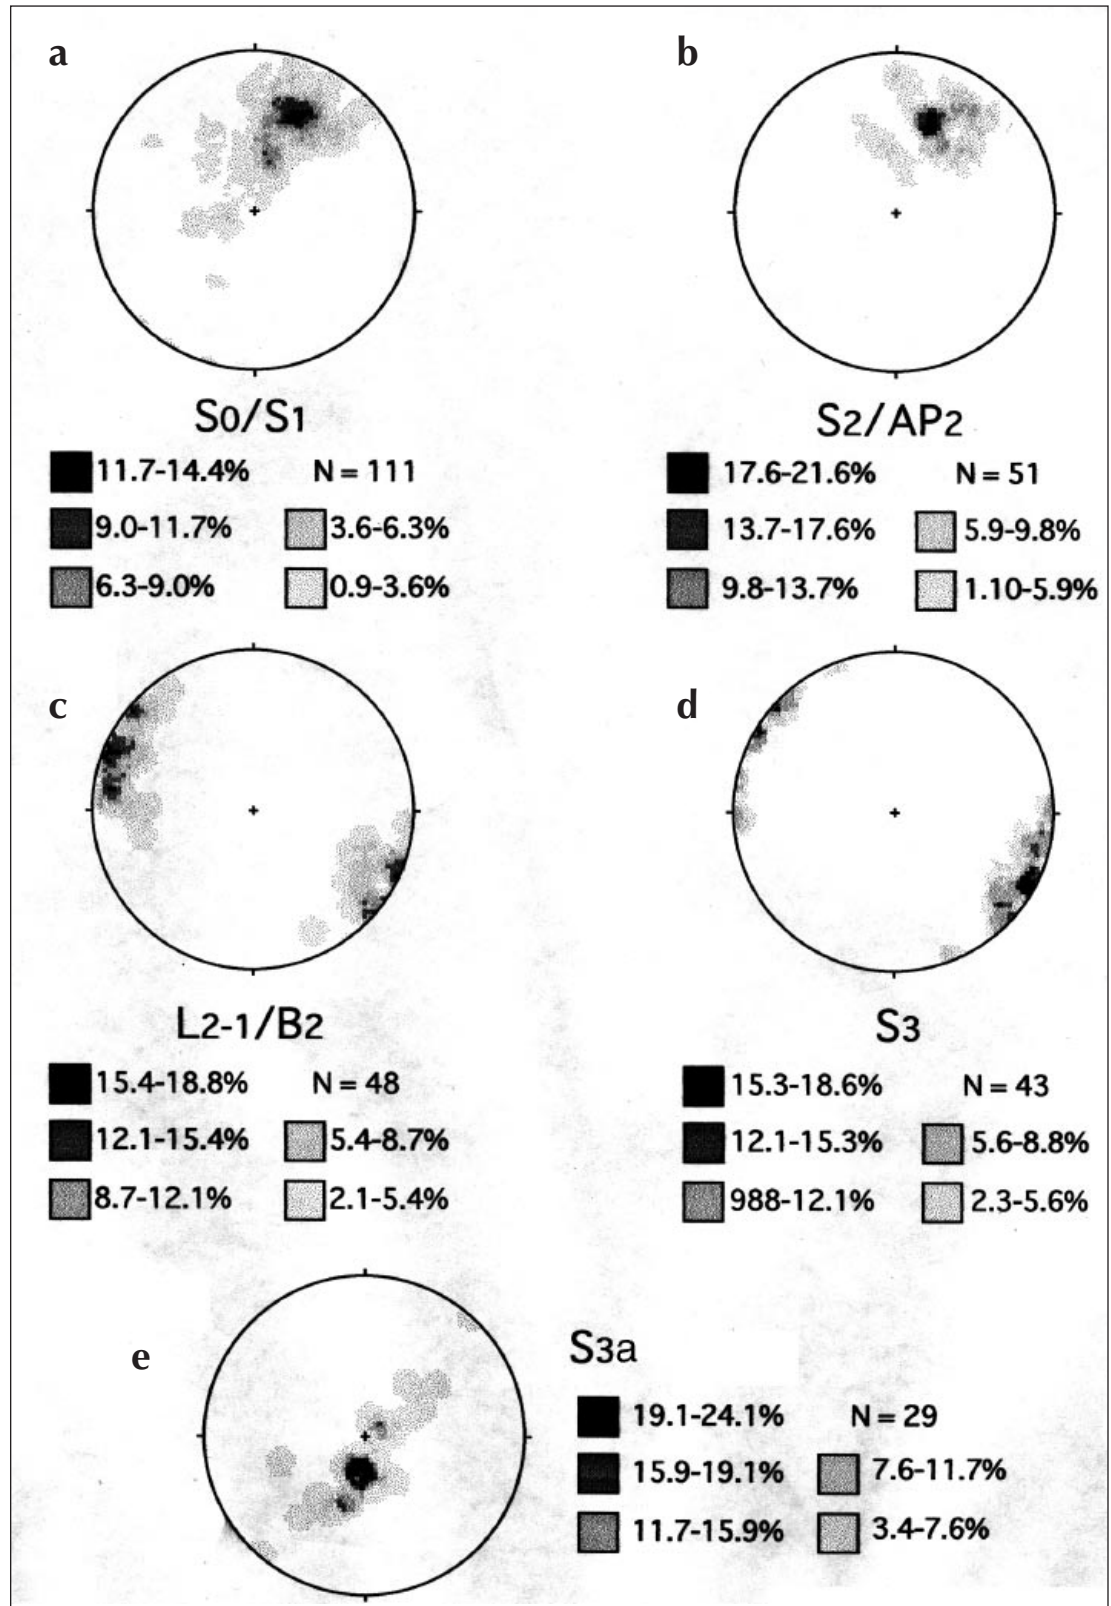 a
b
S0/S1
11.7-14.4% N = 111
9.0-11.7% 3.6-6.3%
6.3-9.0% 0.9-3.6%
S2/AP2
17.6-21.6% N = 51
13.7-17.6% 5.9-9.8%
9.8-13.7% 1.10-5.9%
c
d
L2-1/B2
15.4-18.8% N = 48
12.1-15.4% 5.4-8.7%
8.7-12.1% 2.1-5.4%
S3
15.3-18.6% N = 43
12.1-15.3% 5.6-8.8%
988-12.1% 2.3-5.6%
e
S3a
19.1-24.1% N = 29
15.9-19.1% 7.6-11.7%
11.7-15.9% 3.4-7.6%